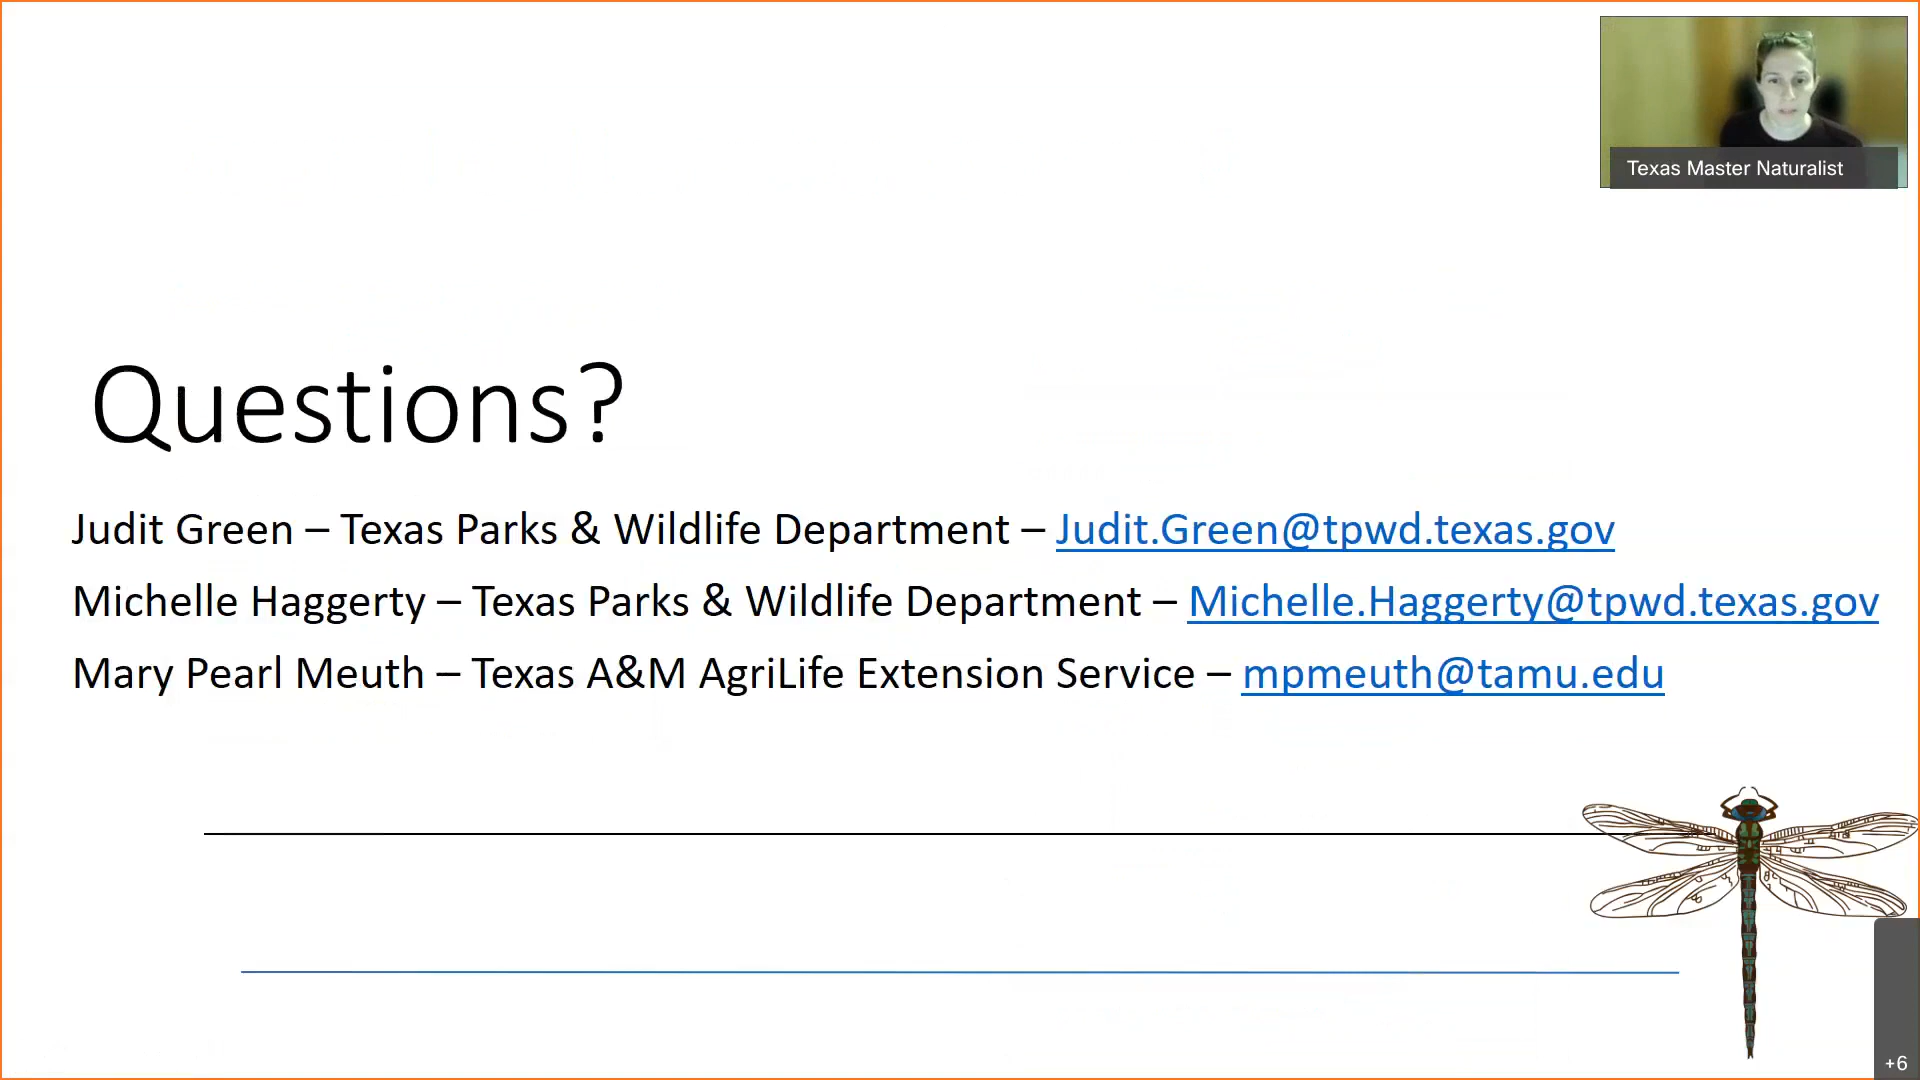 Texas Master Naturalist
Questions?
Judit Green – Texas Parks & Wildlife Department – Judit.Green@tpwd.texas.gov
Michelle Haggerty – Texas Parks & Wildlife Department – Michelle.Haggerty@tpwd.texas.gov
Mary Pearl Meuth – Texas A&M AgriLife Extension Service – mpmeuth@tamu.edu
+6